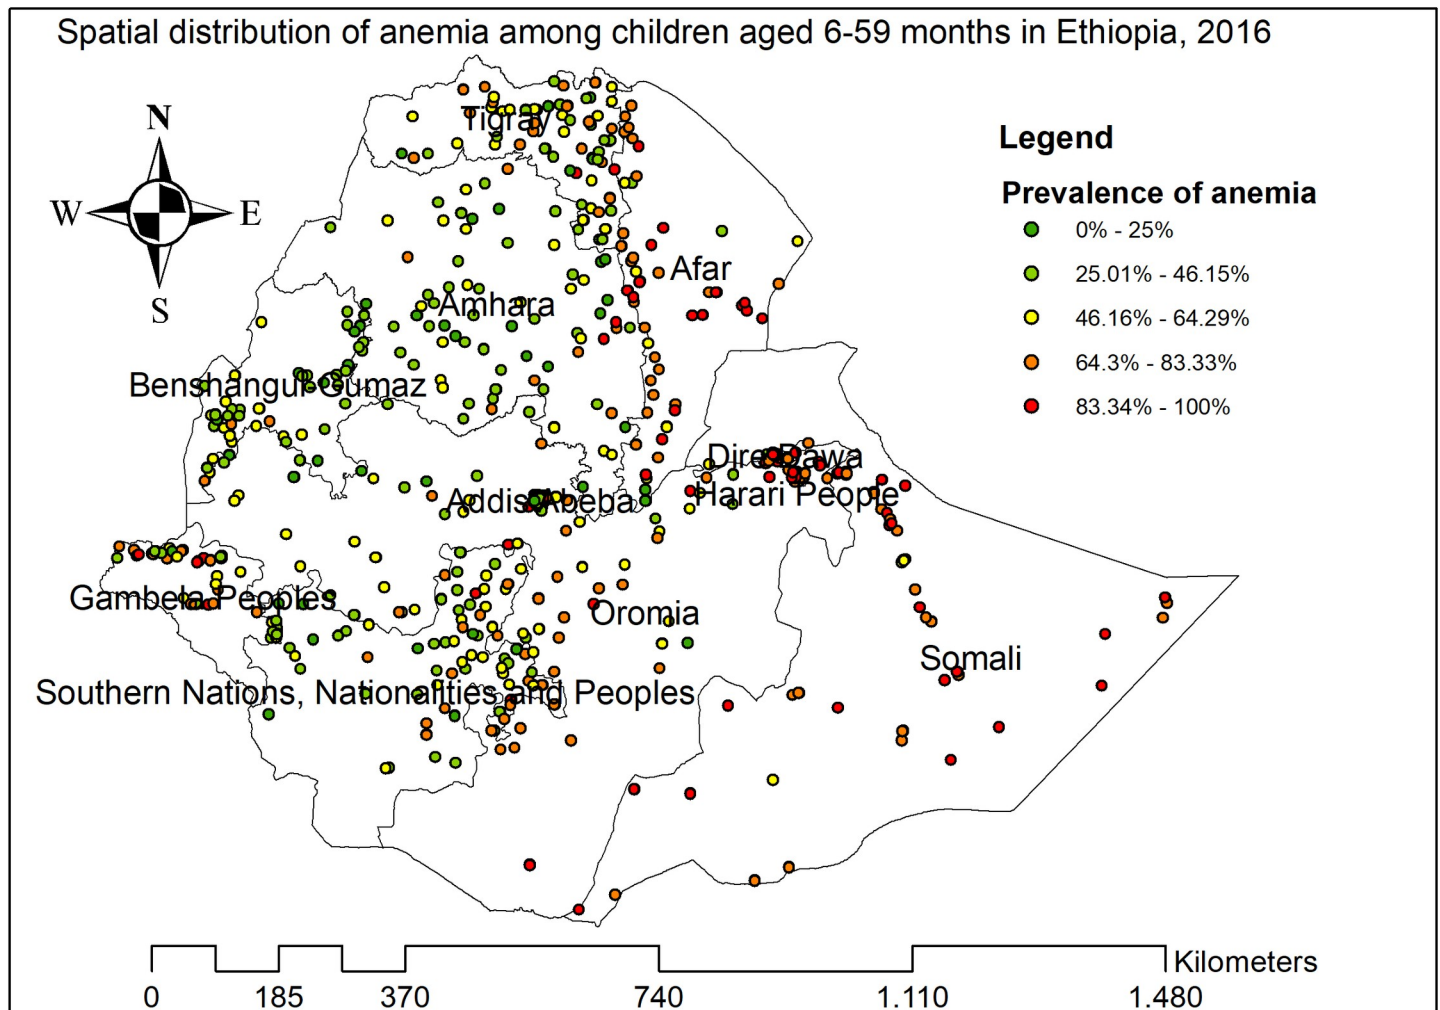 Spatial distribution of anemia among children aged 6-59 months in Ethiopia, 2016
N
W
E
S
Legend
Prevalence of anemia
0% - 25%
25.01% - 46.15%
46.16% - 64.29%
64.3% - 83.33%
83.34% - 100%
Tigray
Afar
Amhara
Benshangul-Gumaz
Dire Dawa
Addis Abeba
Harari People
Gambela Peoples
Oromia
Somali
Southern Nations, Nationalities and Peoples
Kilometers
0 185 370 740 1.110 1.480